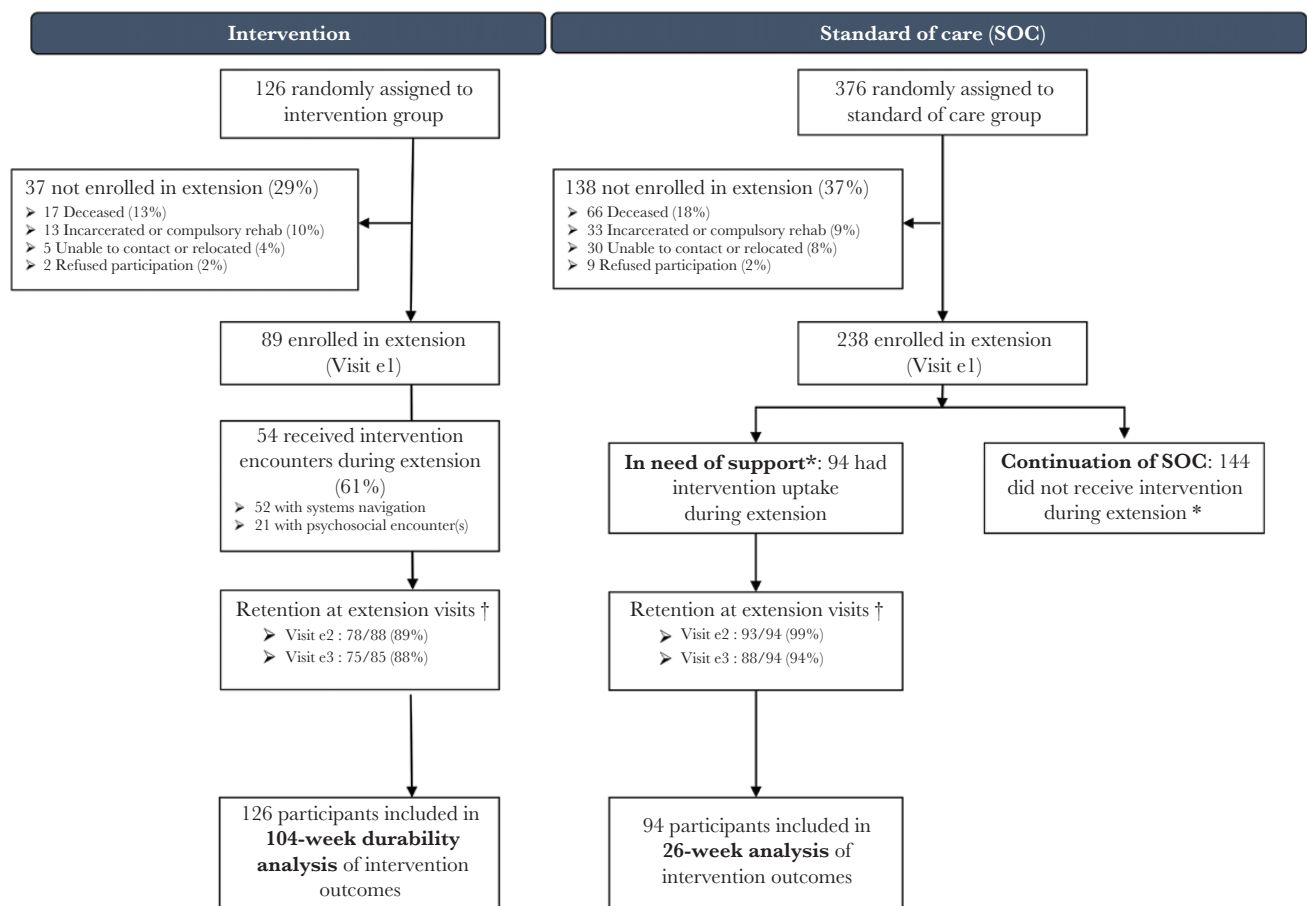 Intervention
Standard of care (SOC)
126 randomly assigned to
intervention group
376 randomly assigned to
standard of care group
37 not enrolled in extension (29%)
➢ 17 Deceased (13%)
➢ 13 Incarcerated or compulsory rehab (10%)
➢ 5 Unable to contact or relocated (4%)
➢ 2 Refused participation (2%)
138 not enrolled in extension (37%)
➢ 66 Deceased (18%)
➢ 33 Incarcerated or compulsory rehab (9%)
➢ 30 Unable to contact or relocated (8%)
➢ 9 Refused participation (2%)
89 enrolled in extension
(Visit e1)
238 enrolled in extension
(Visit e1)
54 received intervention
encounters during extension
(61%)
➢ 52 with systems navigation
➢ 21 with psychosocial encounter(s)
In need of support*: 94 had
intervention uptake
during extension
Continuation of SOC: 144
did not receive intervention
during extension *
Retention at extension visits †
➢ Visit e2 : 78/88 (89%)
➢ Visit e3 : 75/85 (88%)
Retention at extension visits †
➢ Visit e2 : 93/94 (99%)
➢ Visit e3 : 88/94 (94%)
126 participants included in
104-week durability
analysis of intervention
outcomes
94 participants included in
26-week analysis of
intervention outcomes